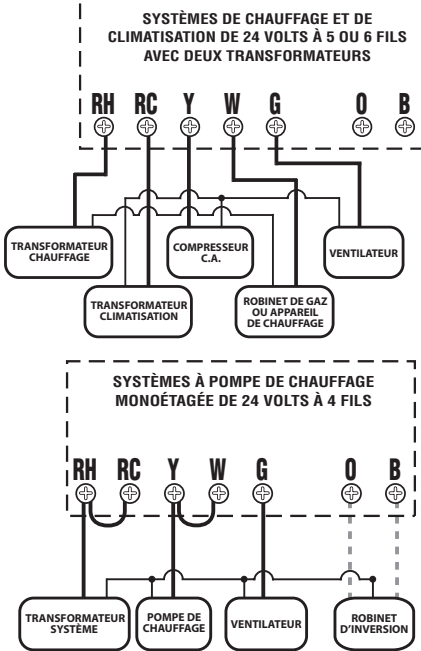 SYSTÈMES DE CHAUFFAGE ET DE
CLIMATISATION DE 24 VOLTS À 5 OU 6 FILS
AVEC DEUX TRANSFORMATEURS
RH RC Y W G O B
TRANSFORMATEUR
CHAUFFAGE
COMPRESSEUR
C.A.
VENTILATEUR
TRANSFORMATEUR
CLIMATISATION
ROBINET DE GAZ
OU APPAREIL
DE CHAUFFAGE
SYSTÈMES À POMPE DE CHAUFFAGE
MONOÉTAGÉE DE 24 VOLTS À 4 FILS
RH RC Y W G O B
TRANSFORMATEUR
SYSTÈME
POMPE DE
CHAUFFAGE
VENTILATEUR
ROBINET
D'INVERSION